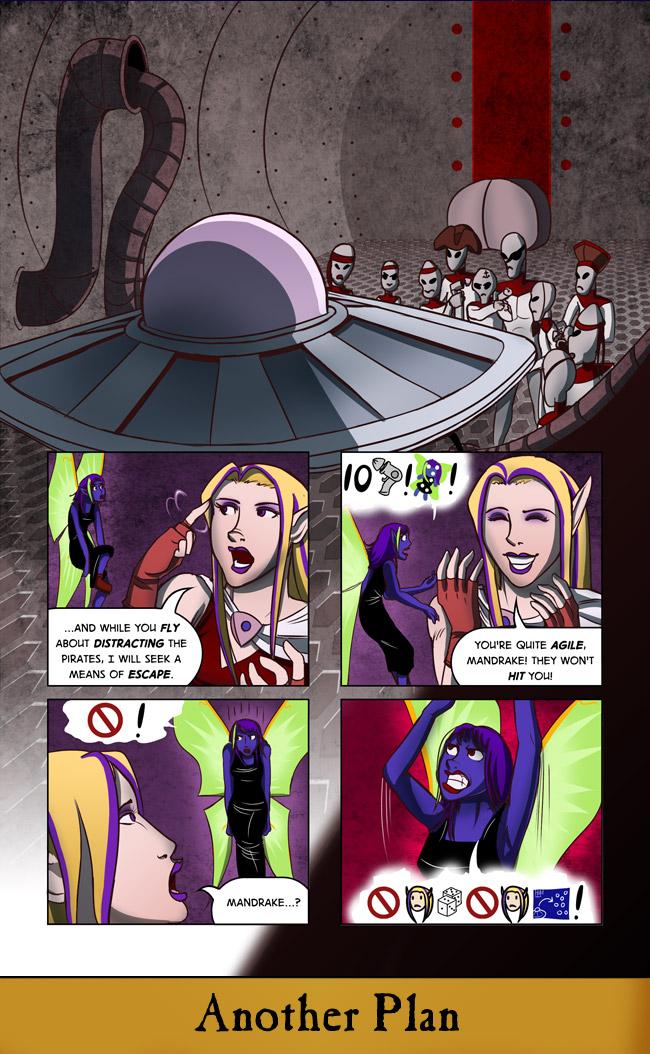 ...AND WHILE YOU FLY
ABOUT DISTRACTING THE
PIRATES, I WILL SEEK A
MEANS OF ESCAPE.
10 ! !
YOU'RE QUITE AGILE,
MANDRAKE! THEY WON'T
HIT YOU!
!
MANDRAKE...?
!
Another Plan